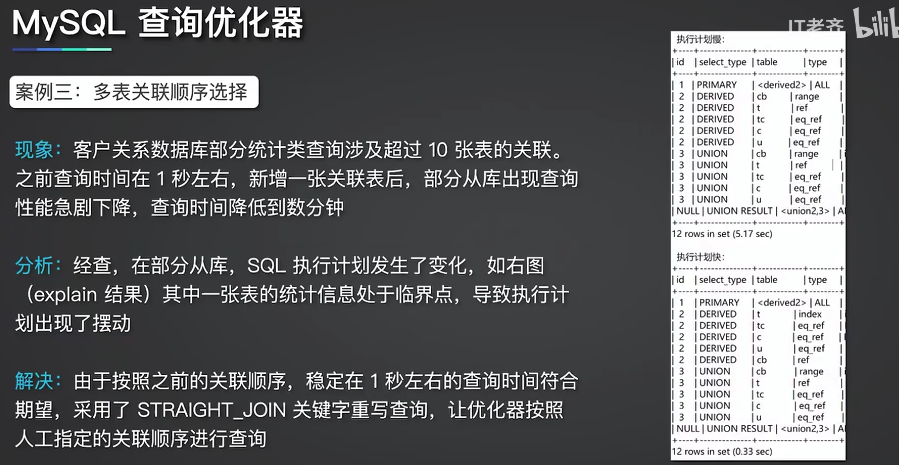 MySQL 查询优化器
IT老齐 bilib
案例三：多表关联顺序选择
现象：客户关系数据库部分统计类查询涉及超过 10 张表的关联。
之前查询时间在 1 秒左右，新增一张关联表后，部分从库出现查询
性能急剧下降，查询时间降低到数分钟
分析：经查，在部分从库，SQL 执行计划发生了变化，如右图
（explain 结果）其中一张表的统计信息处于临界点，导致执行计
划出现了摆动
解决：由于按照之前的关联顺序，稳定在 1 秒左右的查询时间符合
期望，采用了 STRAIGHT_JOIN 关键字重写查询，让优化器按照
人工指定的关联顺序进行查询
执行计划慢：
+----+--------------+------------+--------+
| id | select_type | table | type |
+----+--------------+------------+--------+
| 1 | PRIMARY | <derived2> | ALL
| 2 | DERIVED | cb | range
| 2 | DERIVED | t | ref
| 2 | DERIVED | tc | eq_ref
| 2 | DERIVED | c | eq_ref
| 2 | DERIVED | u | eq_ref
| 3 | UNION | cb | range | i
| 3 | UNION | t | ref |
| 3 | UNION | tc | eq_ref
| 3 | UNION | c | eq_ref
| 3 | UNION | u | eq_ref
| NULL | UNION RESULT | <union2,3> | Al
+----+--------------+------------+--------+
12 rows in set (5.17 sec)
执行计划快：
+----+--------------+------------+--------+
| id | select_type | table | type |
+----+--------------+------------+--------+
| 1 | PRIMARY | <derived2> | ALL
| 2 | DERIVED | t | index |
| 2 | DERIVED | tc | eq_ref |
| 2 | DERIVED | c | eq_ref |
| 2 | DERIVED | u | eq_ref
| 2 | DERIVED | cb | ref
| 3 | UNION | cb | range | i
| 3 | UNION | t | ref
| 3 | UNION | tc | eq_ref
| 3 | UNION | c | eq_ref
| 3 | UNION | u | eq_ref
| NULL | UNION RESULT | <union2,3> | Al
+----+--------------+------------+--------+
12 rows in set (0.33 sec)